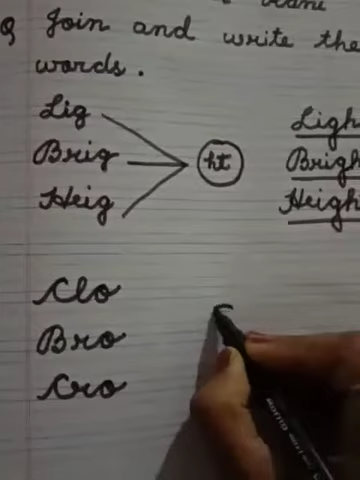 Q Join and write the
words.
Lig
Brig ht
Heig
Ligh
Brigh
Heigh
Clo
Bro
Cro